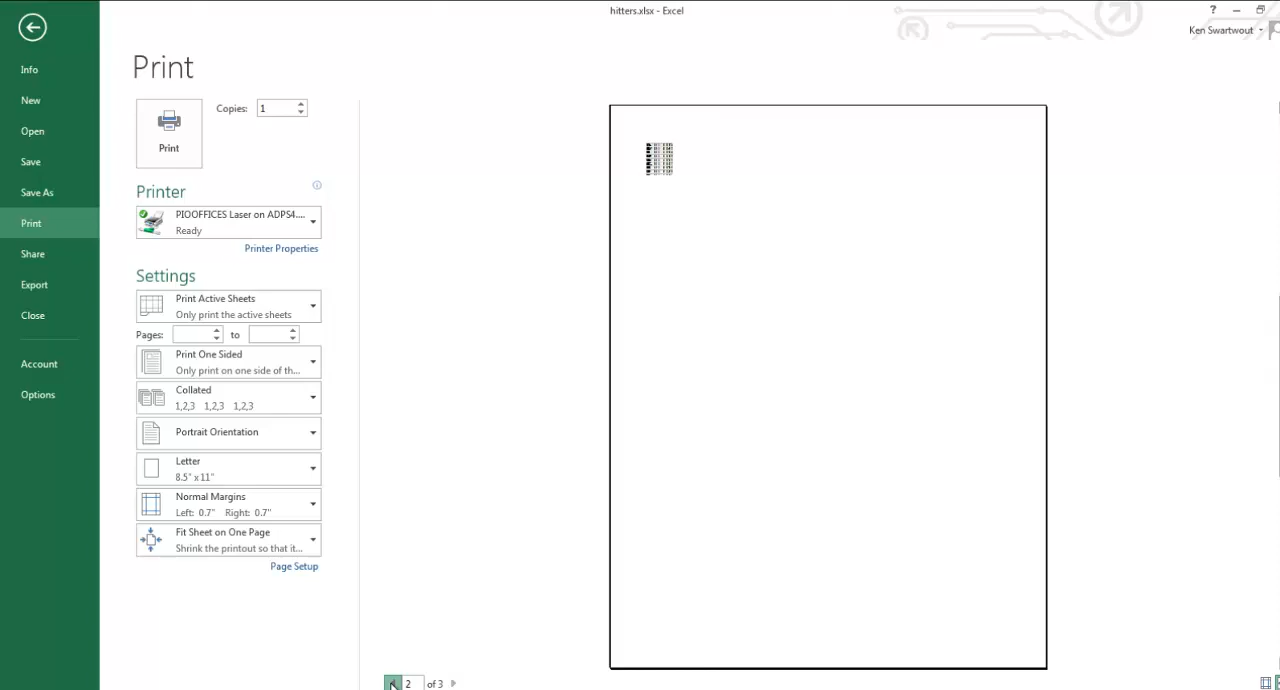 hitters.xlsx - Excel
?
Ken Swartwout
Info
New
Open
Save
Save As
Print
Share
Export
Close
Account
Options
Print
Print
Copies: 1
Printer
PIOOFFICES Laser on ADPS4....
Ready
Printer Properties
Settings
Print Active Sheets
Only print the active sheets
Pages: to
Print One Sided
Only print on one side of th...
Collated
1,2,3 1,2,3 1,2,3
Portrait Orientation
Letter
8.5" x 11"
Normal Margins
Left: 0.7" Right: 0.7"
Fit Sheet on One Page
Shrink the printout so that it...
Page Setup
2 of 3